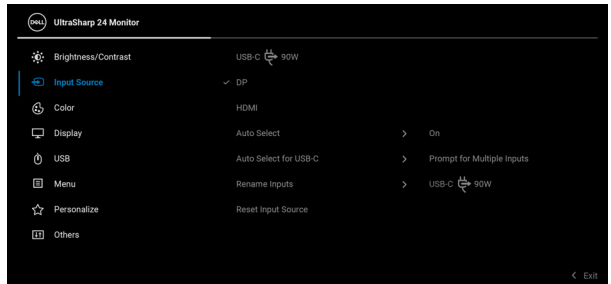 DELL UltraSharp 24 Monitor
Brightness/Contrast USB-C 90W
Input Source ✓ DP
Color HDMI
Display Auto Select > On
USB Auto Select for USB-C > Prompt for Multiple Inputs
Menu Rename Inputs > USB-C 90W
Personalize Reset Input Source
Others
< Exit